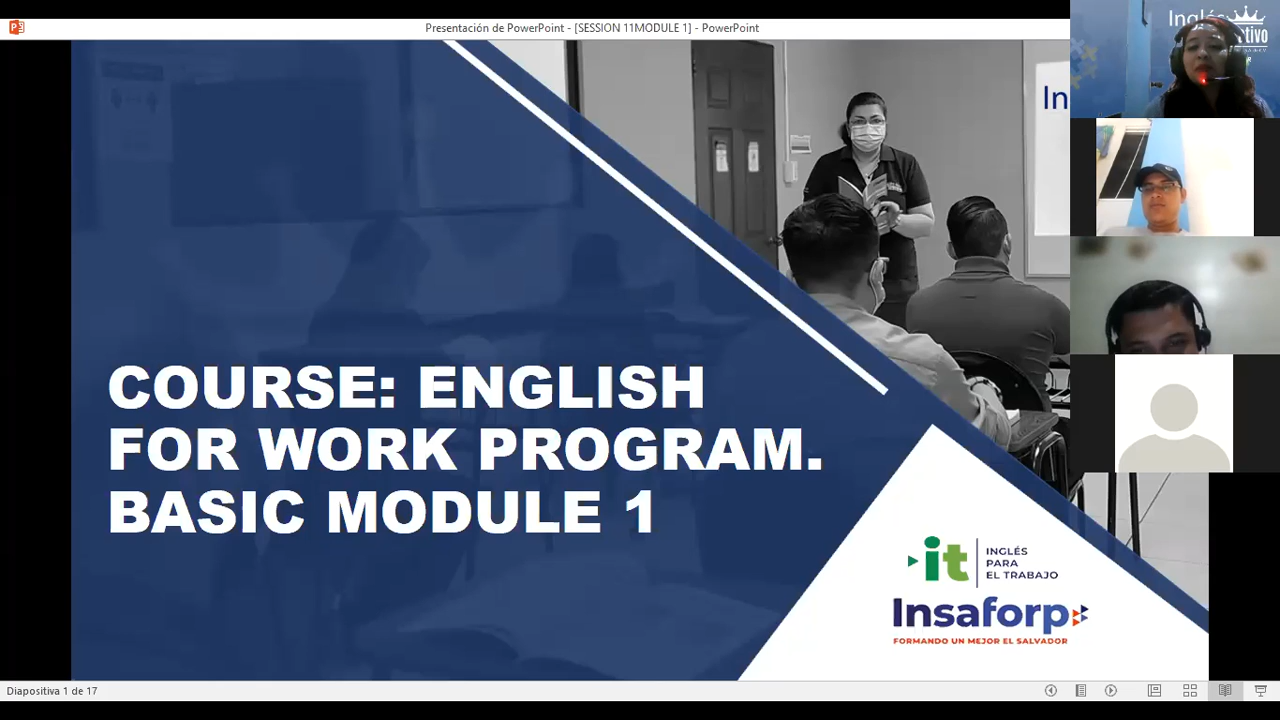 Presentación de PowerPoint - [SESSION 11MODULE 1] - PowerPoint
In
COURSE: ENGLISH
FOR WORK PROGRAM.
BASIC MODULE 1
it
INGLÉS
PARA
EL TRABAJO
Insaforp
FORMANDO UN MEJOR EL SALVADOR
Diapositiva 1 de 17